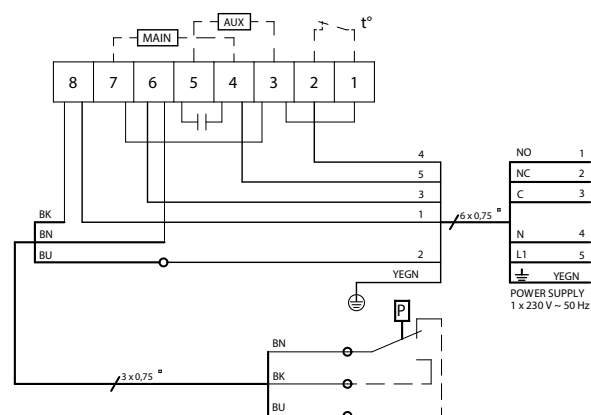 AUX
t°
MAIN
8 7 6 5 4 3 2 1
4
5
3
1
2
YEGN
BK
BN
BU
6 x 0,75 ¤
NO 1
NC 2
C 3
N 4
L1 5
YEGN
POWER SUPPLY
1 x 230 V ~ 50 Hz
P
BN
BK
BU
3 x 0,75 ¤